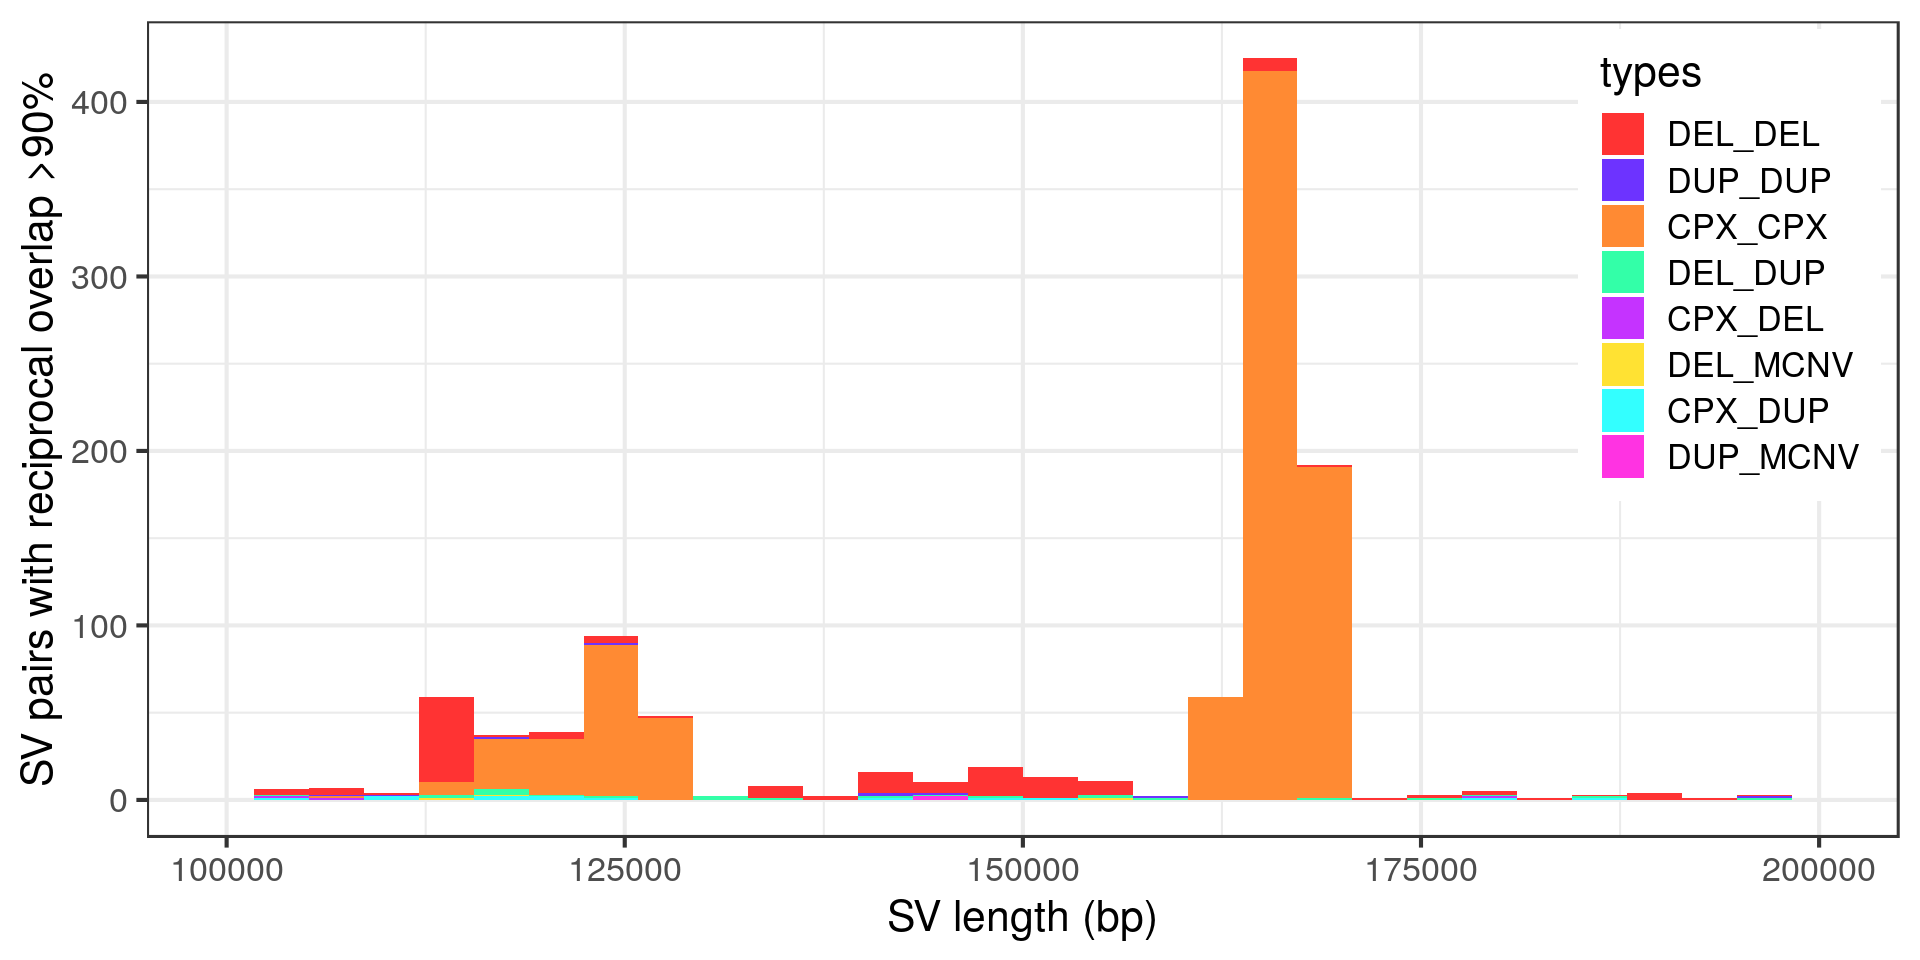 SV pairs with reciprocal overlap >90%
400
300
200
100
0
100000
125000
150000
175000
200000
SV length (bp)
types
DEL_DEL
DUP_DUP
CPX_CPX
DEL_DUP
CPX_DEL
DEL_MCNV
CPX_DUP
DUP_MCNV